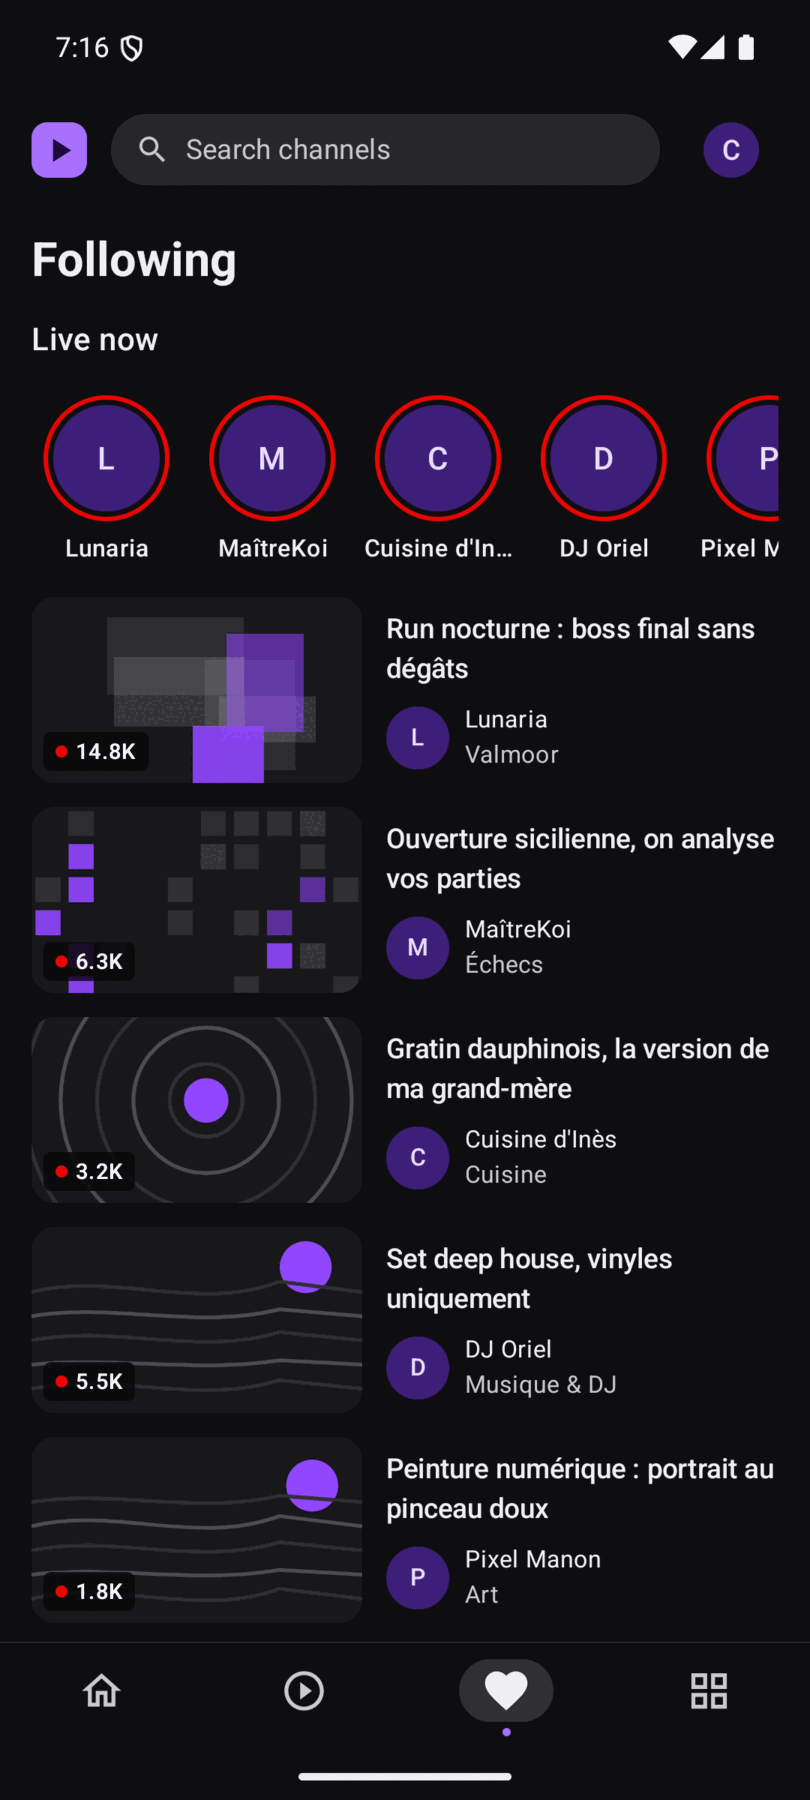 7:16
Search channels
C
Following
Live now
L
M
C
D
P
Lunaria
MaîtreKoi
Cuisine d'In...
DJ Oriel
Pixel M
Run nocturne : boss final sans
dégâts
14.8K
L
Lunaria
Valmoor
Ouverture sicilienne, on analyse
vos parties
6.3K
M
MaîtreKoi
Échecs
Gratin dauphinois, la version de
ma grand-mère
3.2K
C
Cuisine d'Inès
Cuisine
Set deep house, vinyles
uniquement
5.5K
D
DJ Oriel
Musique & DJ
Peinture numérique : portrait au
pinceau doux
1.8K
P
Pixel Manon
Art